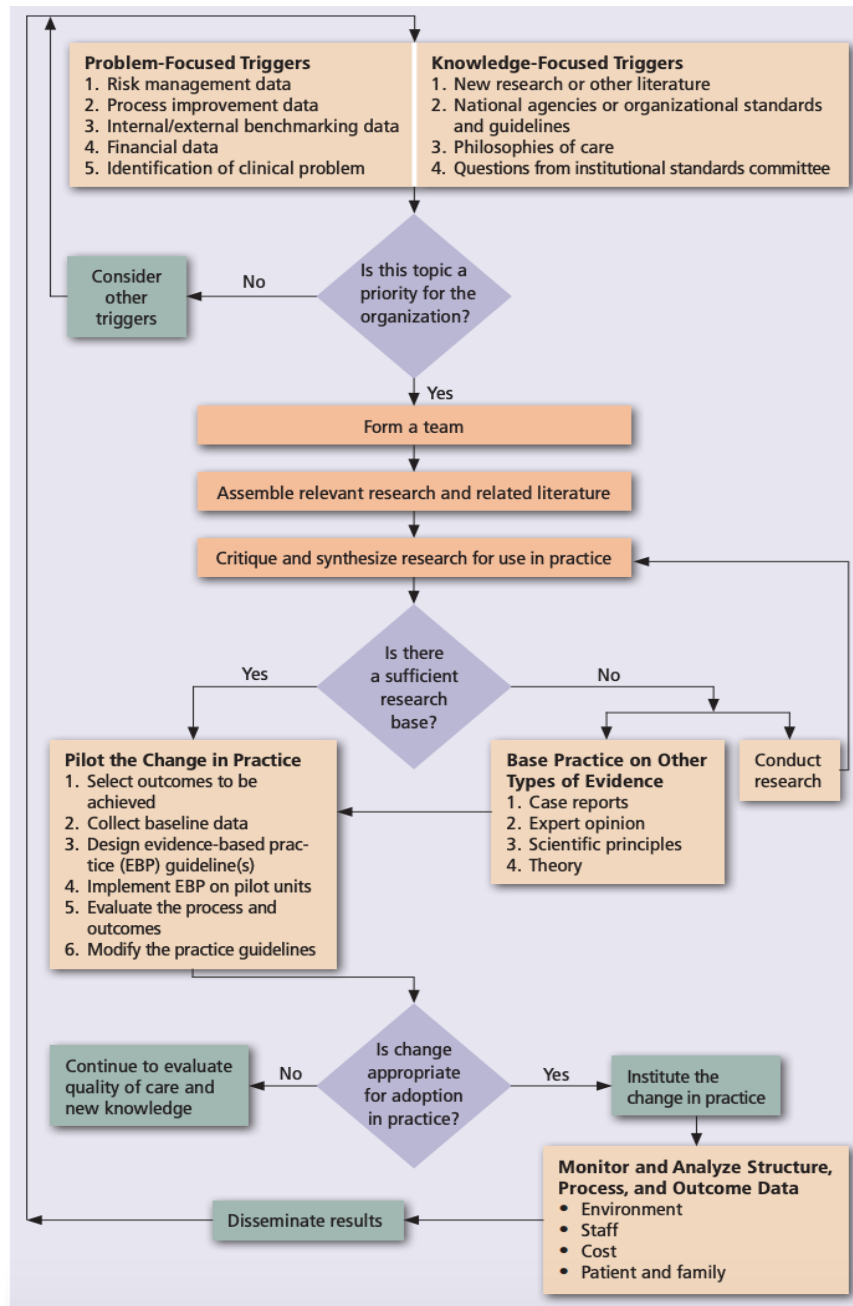 Problem-Focused Triggers
1. Risk management data
2. Process improvement data
3. Internal/external benchmarking data
4. Financial data
5. Identification of clinical problem
Knowledge-Focused Triggers
1. New research or other literature
2. National agencies or organizational standards
and guidelines
3. Philosophies of care
4. Questions from institutional standards committee
Is this topic a
priority for the
organization?
No
Consider
other
triggers
Yes
Form a team
Assemble relevant research and related literature
Critique and synthesize research for use in practice
Is there
a sufficient
research
base?
Yes
No
Pilot the Change in Practice
1. Select outcomes to be
achieved
2. Collect baseline data
3. Design evidence-based prac-
tice (EBP) guideline(s)
4. Implement EBP on pilot units
5. Evaluate the process and
outcomes
6. Modify the practice guidelines
Base Practice on Other
Types of Evidence
1. Case reports
2. Expert opinion
3. Scientific principles
4. Theory
Conduct
research
Is change
appropriate
for adoption
in practice?
No
Continue to evaluate
quality of care and
new knowledge
Yes
Institute the
change in practice
Monitor and Analyze Structure,
Process, and Outcome Data
• Environment
• Staff
• Cost
• Patient and family
Disseminate results